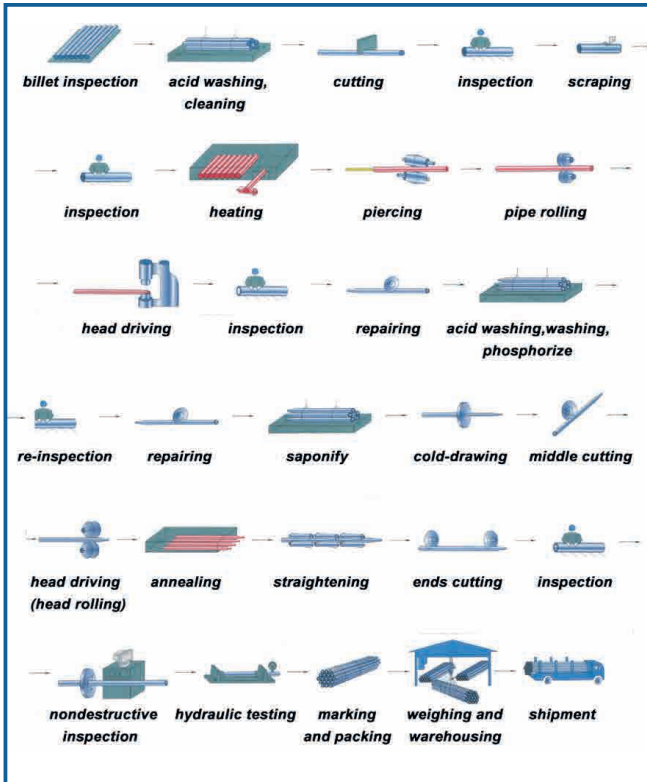 billet inspection
acid washing,
cleaning
cutting
inspection
scraping
inspection
heating
piercing
pipe rolling
head driving
inspection
repairing
acid washing,washing,
phosphorize
re-inspection
repairing
saponify
cold-drawing
middle cutting
head driving
(head rolling)
annealing
straightening
ends cutting
inspection
nondestructive
inspection
hydraulic testing
marking
and packing
weighing and
warehousing
shipment